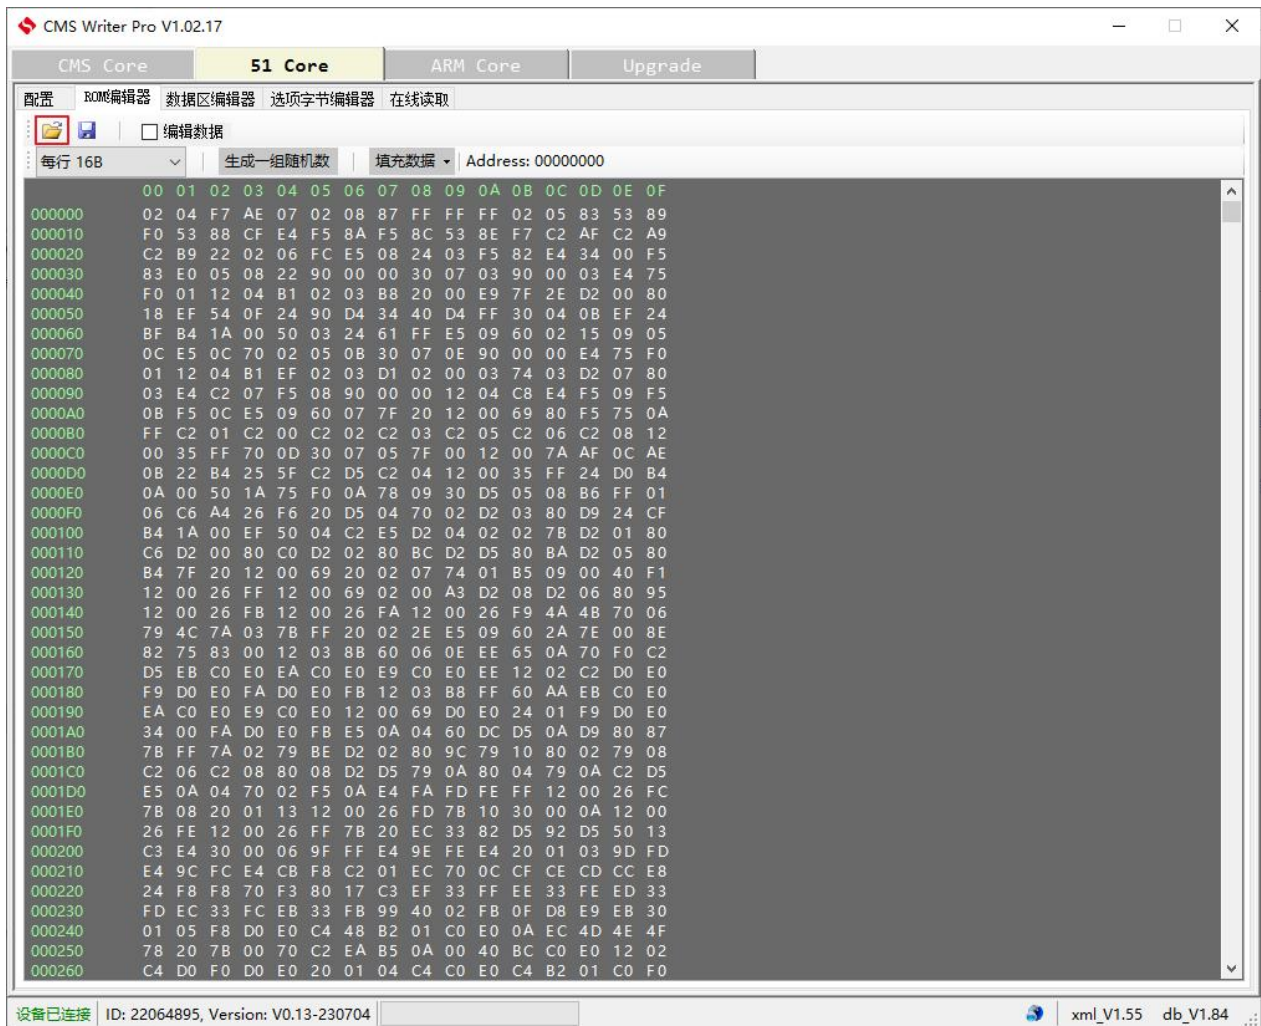 CMS Writer Pro V1.02.17
CMS Core 51 Core ARM Core Upgrade
配置 ROM编辑器 数据区编辑器 选项字节编辑器 在线读取
编辑数据
每行 16B 生成一组随机数 填充数据 Address: 00000000
00 01 02 03 04 05 06 07 08 09 0A 0B 0C 0D 0E 0F
000000 02 04 F7 AE 07 02 08 87 FF FF FF 02 05 83 53 89
000010 F0 53 88 CF E4 F5 8A F5 8C 53 8E F7 C2 AF C2 A9
000020 C2 B9 22 02 06 FC E5 08 24 03 F5 82 E4 34 00 F5
000030 83 E0 05 08 22 90 00 00 30 07 03 90 00 03 E4 75
000040 F0 01 12 04 B1 02 03 B8 20 00 E9 7F 2E D2 00 80
000050 18 EF 54 0F 24 90 D4 34 40 D4 FF 30 04 0B EF 24
000060 BF B4 1A 00 50 03 24 61 FF E5 09 60 02 15 09 05
000070 0C E5 0C 70 02 05 0B 30 07 0E 90 00 00 E4 75 F0
000080 01 12 04 B1 EF 02 03 D1 02 00 03 74 03 D2 07 80
000090 03 E4 C2 07 F5 08 90 00 00 12 04 C8 E4 F5 09 F5
0000A0 0B F5 0C E5 09 60 07 7F 20 12 00 69 80 F5 75 0A
0000B0 FF C2 01 C2 00 C2 02 C2 03 C2 05 C2 06 C2 08 12
0000C0 00 35 FF 70 0D 30 07 05 7F 00 12 00 7A AF 0C AE
0000D0 0B 22 B4 25 5F C2 D5 C2 04 12 00 35 FF 24 D0 B4
0000E0 0A 00 50 1A 75 F0 0A 78 09 30 D5 05 08 B6 FF 01
0000F0 06 C6 A4 26 F6 20 D5 04 70 02 D2 03 80 D9 24 CF
000100 B4 1A 00 EF 50 04 C2 E5 D2 04 02 02 7B D2 01 80
000110 C6 D2 00 80 C0 D2 02 80 BC D2 D5 80 BA D2 05 80
000120 B4 7F 20 12 00 69 20 02 07 74 01 B5 09 00 40 F1
000130 12 00 26 FF 12 00 69 02 00 A3 D2 08 D2 06 80 95
000140 12 00 26 FB 12 00 26 FA 12 00 26 F9 4A 4B 70 06
000150 79 4C 7A 03 7B FF 20 02 2E E5 09 60 2A 7E 00 8E
000160 82 75 83 00 12 03 8B 60 06 0E EE 65 0A 70 F0 C2
000170 D5 EB C0 E0 EA C0 E0 E9 C0 E0 EE 12 02 C2 D0 E0
000180 F9 D0 E0 FA D0 E0 FB 12 03 B8 FF 60 AA EB C0 E0
000190 EA C0 E0 E9 C0 E0 12 00 69 D0 E0 24 01 F9 D0 E0
0001A0 34 00 FA D0 E0 FB E5 0A 04 60 DC D5 0A D9 80 87
0001B0 7B FF 7A 02 79 BE D2 02 80 9C 79 10 80 02 79 08
0001C0 C2 06 C2 08 80 08 D2 D5 79 0A 80 04 79 0A C2 D5
0001D0 E5 0A 04 70 02 F5 0A E4 FA FD FE FF 12 00 26 FC
0001E0 7B 08 20 01 13 12 00 26 FD 7B 10 30 00 0A 12 00
0001F0 26 FE 12 00 26 FF 7B 20 EC 33 82 D5 92 D5 50 13
000200 C3 E4 30 00 06 9F FF E4 9E FE E4 20 01 03 9D FD
000210 E4 9C FC E4 CB F8 C2 01 EC 70 0C CF CE CD CC E8
000220 24 F8 F8 70 F3 80 17 C3 EF 33 FF EE 33 FE ED 33
000230 FD EC 33 FC EB 33 FB 99 40 02 FB 0F D8 E9 EB 30
000240 01 05 F8 D0 E0 C4 48 B2 01 C0 E0 0A EC 4D 4E 4F
000250 78 20 7B 00 70 C2 EA B5 0A 00 40 BC C0 E0 12 02
000260 C4 D0 F0 D0 E0 20 01 04 C4 C0 E0 C4 B2 01 C0 F0
设备已连接 ID: 22064895, Version: V0.13-230704 xml_V1.55 db_V1.84